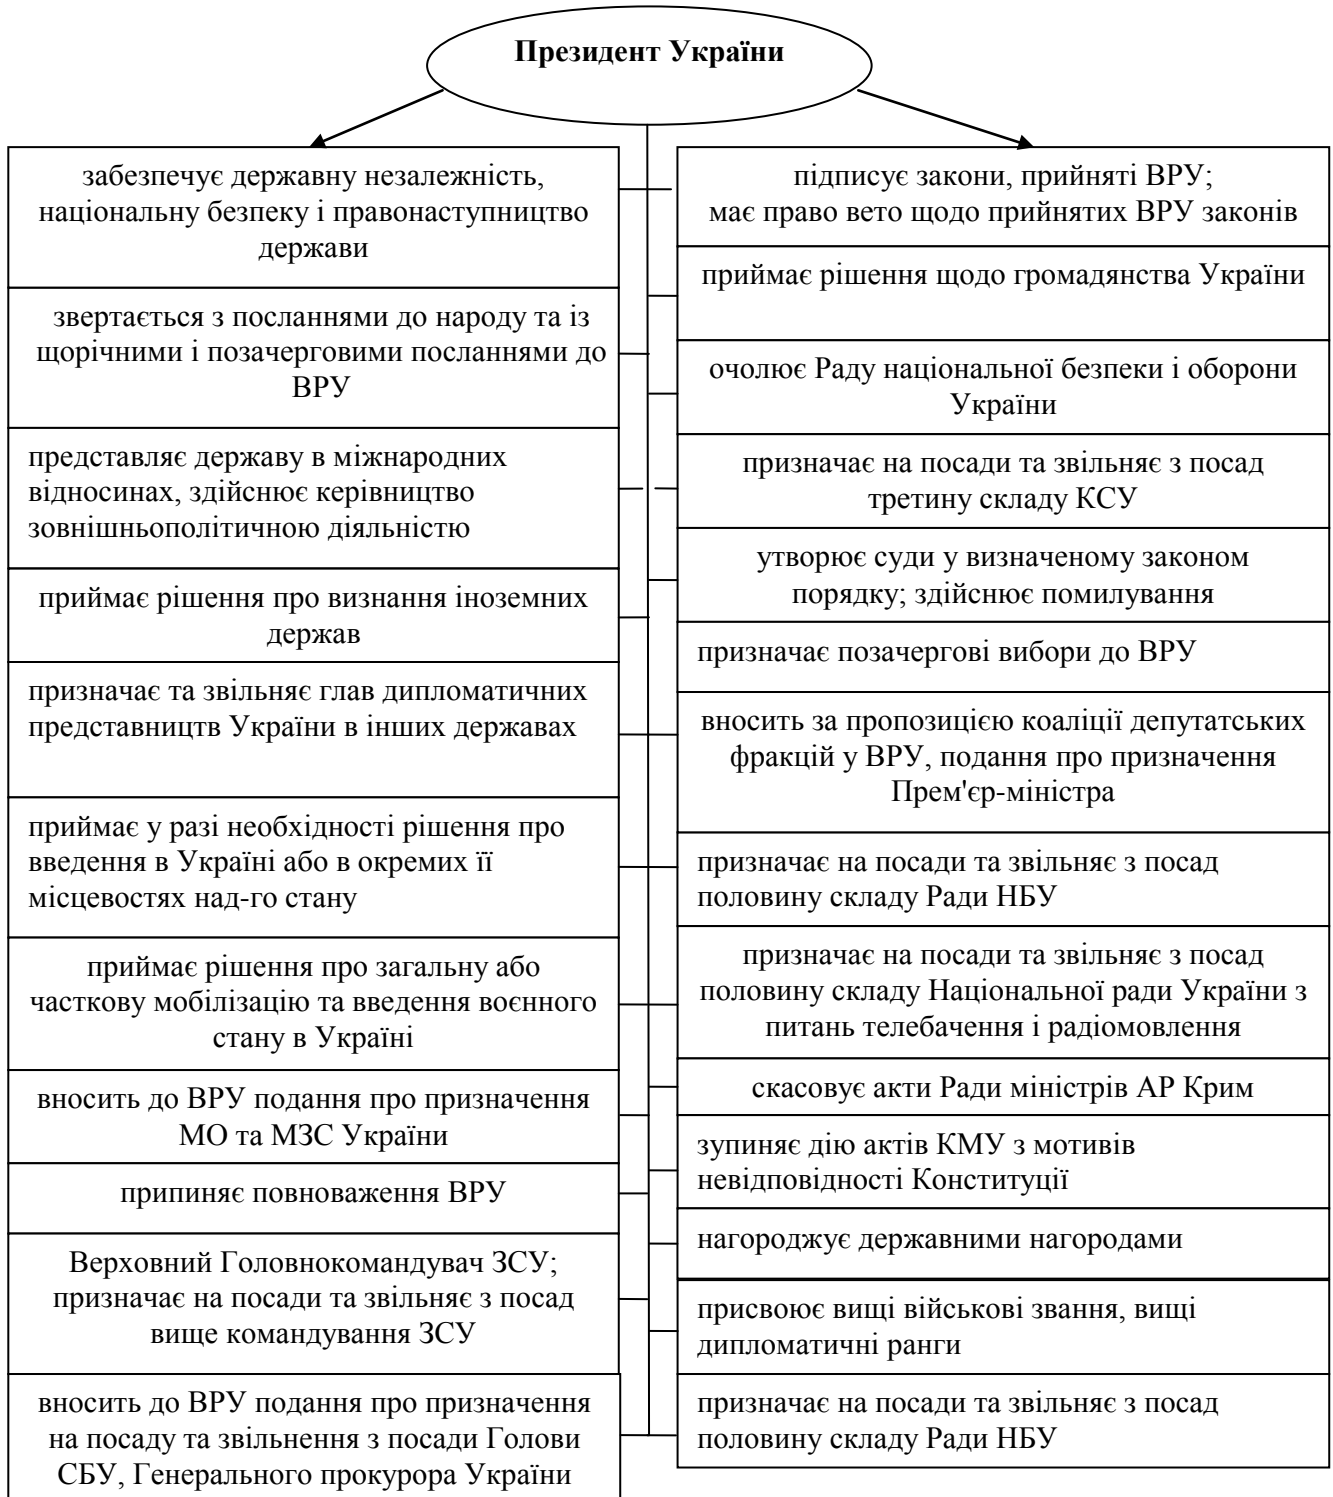 Президент України
забезпечує державну незалежність,
національну безпеку і правонаступництво
держави
звертається з посланнями до народу та із
щорічними і позачерговими посланнями до
ВРУ
представляє державу в міжнародних
відносинах, здійснює керівництво
зовнішньополітичною діяльністю
приймає рішення про визнання іноземних
держав
призначає та звільняє глав дипломатичних
представництв України в інших державах
приймає у разі необхідності рішення про
введення в Україні або в окремих її
місцевостях над-го стану
приймає рішення про загальну або
часткову мобілізацію та введення воєнного
стану в Україні
вносить до ВРУ подання про призначення
МО та МЗС України
припиняє повноваження ВРУ
Верховний Головнокомандувач ЗСУ;
призначає на посади та звільняє з посад
вище командування ЗСУ
вносить до ВРУ подання про призначення
на посаду та звільнення з посади Голови
СБУ, Генерального прокурора України
підписує закони, прийняті ВРУ;
має право вето щодо прийнятих ВРУ законів
приймає рішення щодо громадянства України
очолює Раду національної безпеки і оборони
України
призначає на посади та звільняє з посад
третину складу КСУ
утворює суди у визначеному законом
порядку; здійснює помилування
призначає позачергові вибори до ВРУ
вносить за пропозицією коаліції депутатських
фракцій у ВРУ, подання про призначення
Прем'єр-міністра
призначає на посади та звільняє з посад
половину складу Ради НБУ
призначає на посади та звільняє з посад
половину складу Національної ради України з
питань телебачення і радіомовлення
скасовує акти Ради міністрів АР Крим
зупиняє дію актів КМУ з мотивів
невідповідності Конституції
нагороджує державними нагородами
присвоює вищі військові звання, вищі
дипломатичні ранги
призначає на посади та звільняє з посад
половину складу Ради НБУ